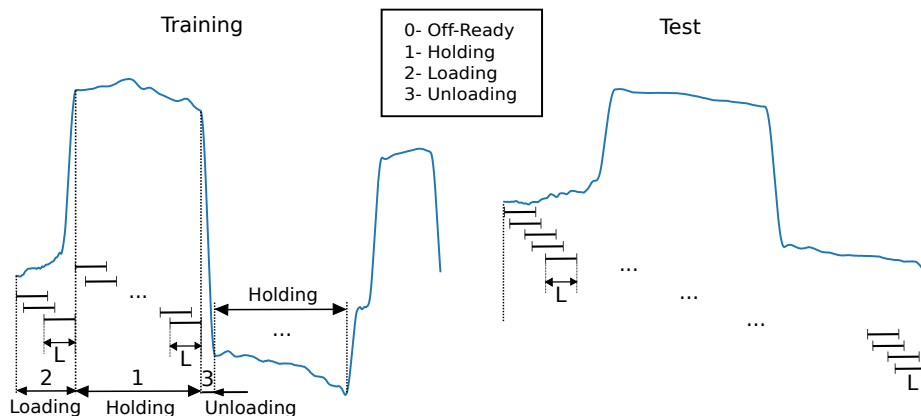 Training
0- Off-Ready
1- Holding
2- Loading
3- Unloading
Test
Holding
...
...
L
L
2
1
3
Loading
Holding
Unloading
L
...
...
...
L